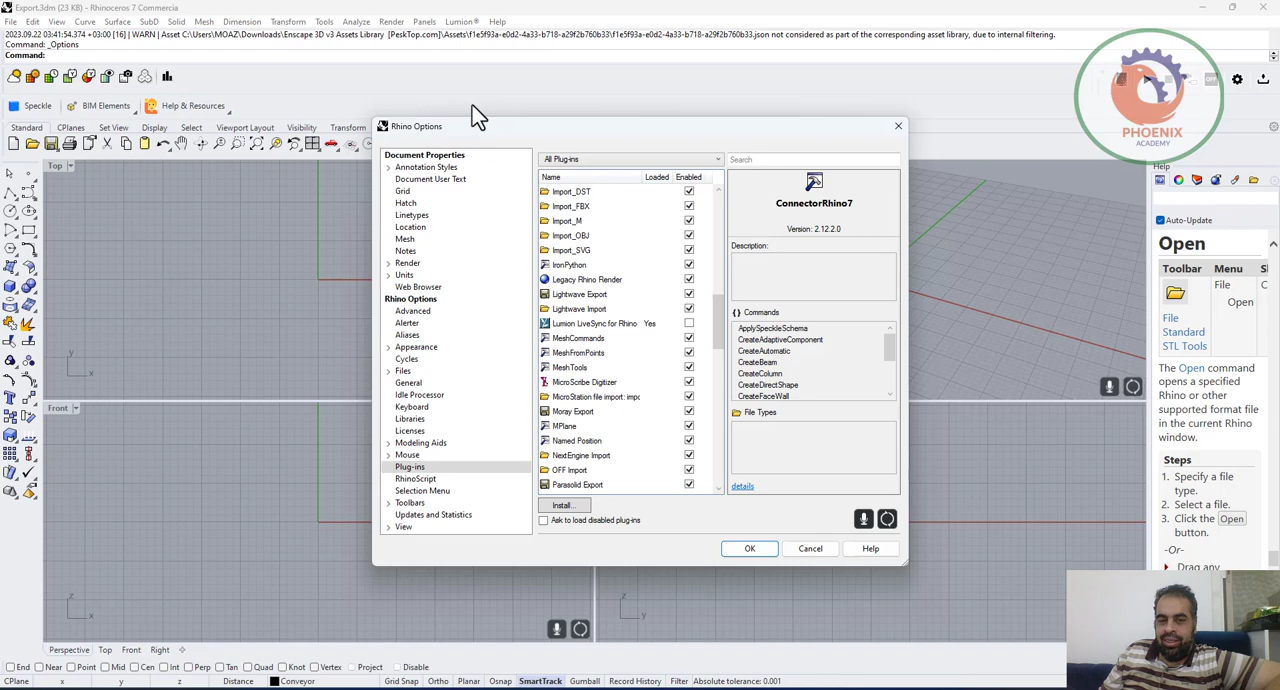 Export.3dm (23 KB) - Rhinoceros 7 Commercia
File Edit View Curve Surface SubD Solid Mesh Dimension Transform Tools Analyze Render Panels Lumion® Help
2023.09.22 03:41:54.374 +03:00 [16] | WARN | Asset C:\Users\MOAZ\Downloads\Enscape 3D v3 Assets Library [PeskTop.com]\Assets\f1e5f93a-e0d2-4a33-b718-a29f2b760b33\f1e5f93a-e0d2-4a33-b718-a29f2b760b33.json not considered as part of the corresponding asset library, due to internal filtering.
Command: _Options
Command:
Speckle BIM Elements Help & Resources
Standard CPlanes Set View Display Select Viewport Layout Visibility Transform
PHOENIX
ACADEMY
Top
Front
Rhino Options
Document Properties
Annotation Styles
Document User Text
Grid
Hatch
Linetypes
Location
Mesh
Notes
Render
Units
Web Browser
Rhino Options
Advanced
Alerter
Aliases
Appearance
Cycles
Files
General
Idle Processor
Keyboard
Libraries
Licenses
Modeling Aids
Mouse
Plug-ins
RhinoScript
Selection Menu
Toolbars
Updates and Statistics
View
All Plug-ins
Name Loaded Enabled
Import_DST
Import_FBX
Import_M
Import_OBJ
Import_SVG
IronPython
Legacy Rhino Render
Lightwave Export
Lightwave Import
Lumion LiveSync for Rhino Yes
MeshCommands
MeshFromPoints
MeshTools
MicroScribe Digitizer
MicroStation file import: impo
Moray Export
MPlane
Named Position
NextEngine Import
OFF Import
Parasolid Export
Install...
Ask to load disabled plug-ins
Search
ConnectorRhino7
Version: 2.12.2.0
Description:
Commands
ApplySpeckleSchema
CreateAdaptiveComponent
CreateAutomatic
CreateBeam
CreateColumn
CreateDirectShape
CreateFaceWall
File Types
details
OK Cancel Help
Help
Auto-Update
Open
Toolbar Menu
File
Open
File
Standard
STL Tools
The Open command
opens a specified
Rhino or other
supported format file
in the current Rhino
window.
Steps
1. Specify a file
type.
2. Select a file.
3. Click the Open
button.
-Or-
Drag any
y
x
z
x
z
y
Perspective Top Front Right
End Near Point Mid Cen Int Perp Tan Quad Knot Vertex Project Disable
CPlane x y z Distance Conveyor Grid Snap Ortho Planar Osnap SmartTrack Gumball Record History Filter Absolute tolerance: 0.001